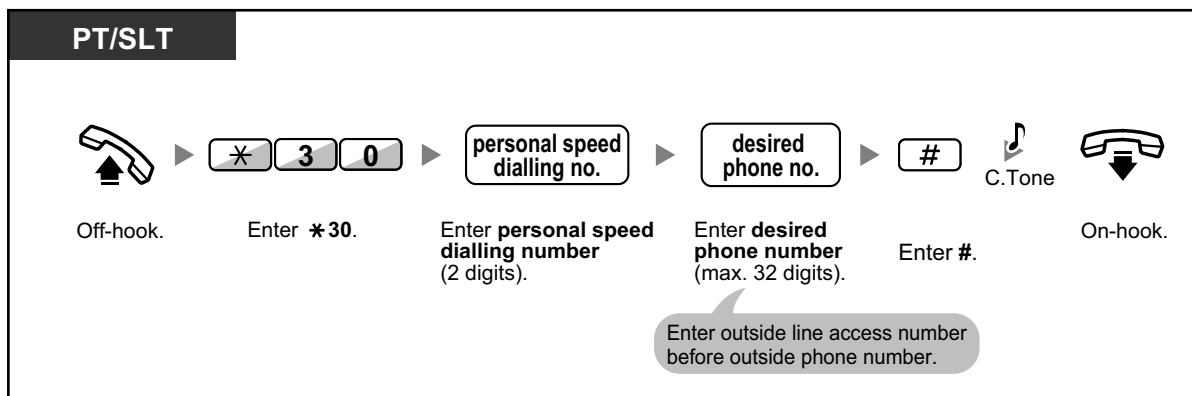 PT/SLT
* 3 0
personal speed
dialling no.
desired
phone no.
#
C.Tone
Off-hook.
Enter *30.
Enter personal speed
dialling number
(2 digits).
Enter desired
phone number
(max. 32 digits).
Enter #.
On-hook.
Enter outside line access number
before outside phone number.